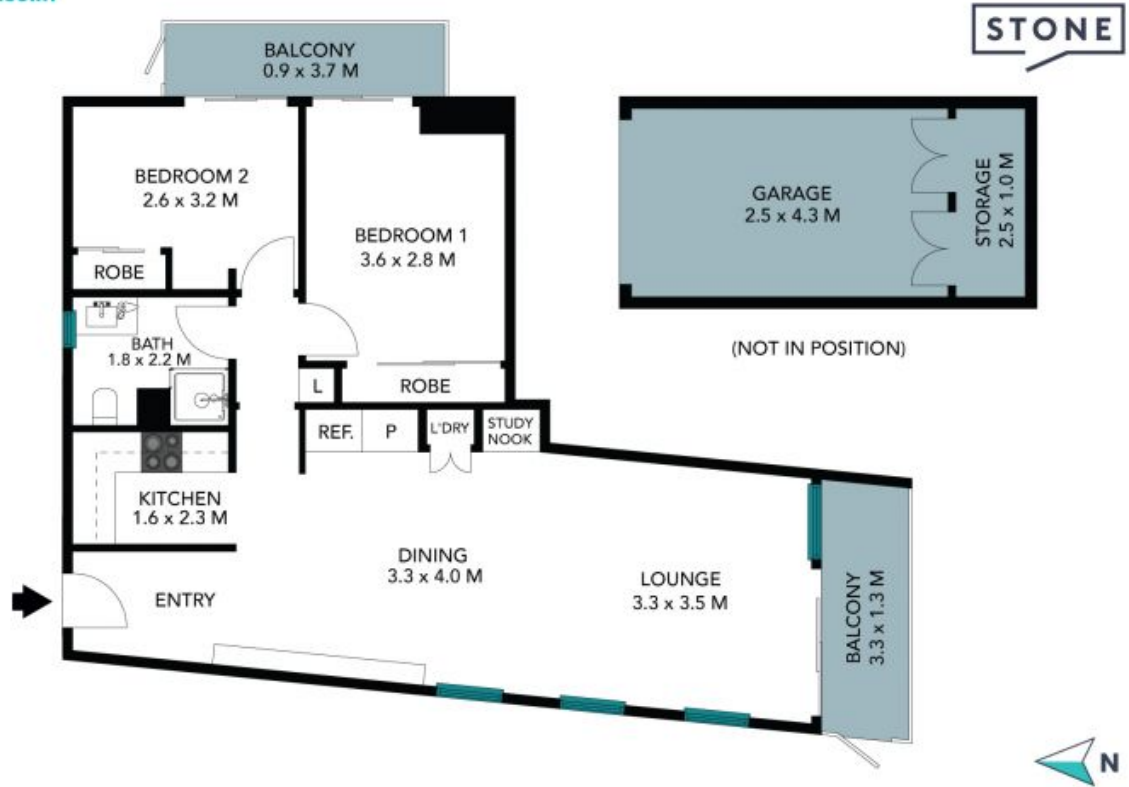 STONE
BALCONY
0.9 x 3.7 M
BEDROOM 2
2.6 x 3.2 M
BEDROOM 1
3.6 x 2.8 M
ROBE
BATH
1.8 x 2.2 M
L
ROBE
REF.
P
L'DRY
STUDY
NOOK
KITCHEN
1.6 x 2.3 M
DINING
3.3 x 4.0 M
LOUNGE
3.3 x 3.5 M
ENTRY
BALCONY
3.3 x 1.3 M
GARAGE
2.5 x 4.3 M
STORAGE
2.5 x 1.0 M
(NOT IN POSITION)
N